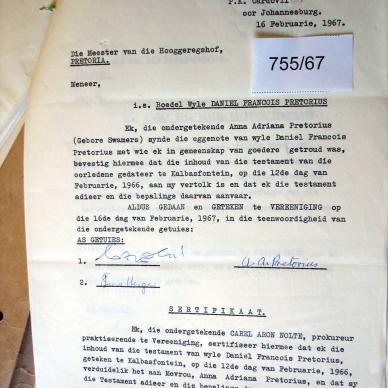 P.K. Gardovil
oor Johannesburg.
16 Februarie, 1967.
Die Meester van die Hooggeregshof,
PRETORIA.
755/67
Meneer,
i.s. Boedel Wyle DANIEL FRANCOIS PRETORIUS
Ek, die ondergetekende Anna Adriana Pretorius
(Gebore Swamers) synde die eggenote van wyle Daniel Francois
Pretorius met wie ek in gemeenskap van goedere getroud was,
bevestig hiermee dat die inhoud van die testament van die
oorledene gedateer te Kalbasfontein, op die 12de dag van
Februarie, 1966, aan my vertolk is en dat ek die testament
adieer en die bepalings daarvan aanvaar.
ALDUS GEDAAN EN GETEKEN TE VEREENIGING op
die 16de dag van Februarie, 1967, in die teenwoordigheid van
die ondergetekende getuies:
AS GETUIES:
1.
A. A. Pretorius
2.
SERTIFIKAAT.
Ek, die ondergetekende CAREL ARON NOLTE, prokureur
praktiserende te Vereeniging, sertifiseer hiermee dat ek die
inhoud van die testament van wyle Daniel Francois Pretorius,
geteken te Kalbasfontein, op die 12de dag van Februarie, 1966,
verduidelik het aan Mevrou, Anna Adriana Pretorius en dat sy
die Testament adieer en die bepalings